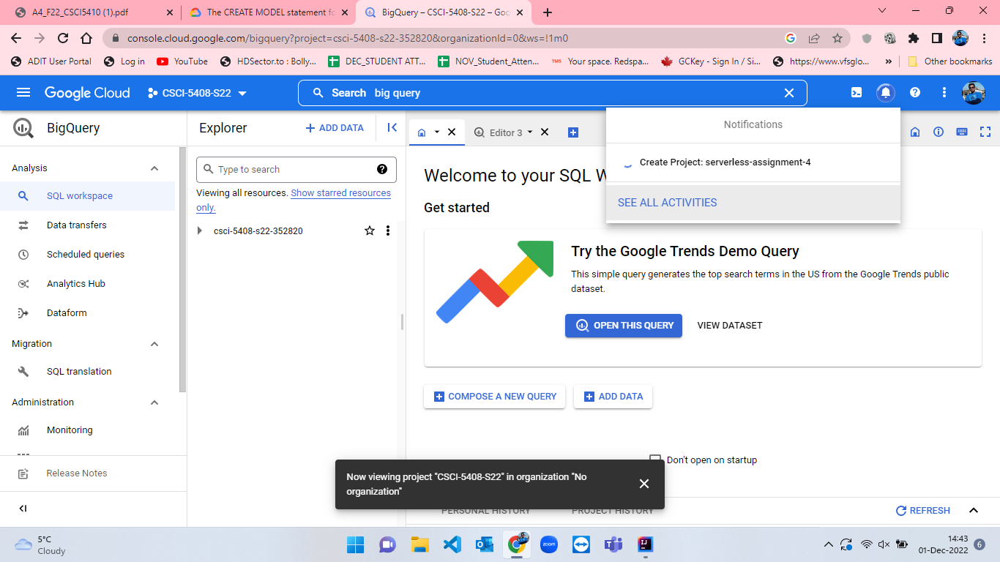 A4_F22_CSCI5410 (1).pdf
The CREATE MODEL statement fo
BigQuery – CSCI-5408-S22 – Goo
console.cloud.google.com/bigquery?project=csci-5408-s22-352820&organizationId=0&ws=!1m0
ADIT User Portal
Log in
YouTube
HDSector.to : Bolly...
DEC_STUDENT ATT...
NOV_Student_Atten...
TMS
Your space. Redspa...
GCKey - Sign In / Si...
https://www.vfsglo...
»
Other bookmarks
Google Cloud
CSCI-5408-S22
Search big query
BigQuery
Explorer
+ ADD DATA
Editor 3
Notifications
Create Project: serverless-assignment-4
SEE ALL ACTIVITIES
Analysis
SQL workspace
Data transfers
Scheduled queries
Analytics Hub
Dataform
Migration
SQL translation
Administration
Monitoring
Release Notes
Type to search
Viewing all resources. Show starred resources
only.
csci-5408-s22-352820
Welcome to your SQL W
Get started
Try the Google Trends Demo Query
This simple query generates the top search terms in the US from the Google Trends public
dataset.
OPEN THIS QUERY
VIEW DATASET
COMPOSE A NEW QUERY
ADD DATA
Don't open on startup
Now viewing project "CSCI-5408-S22" in organization "No
organization"
PERSONAL HISTORY
PROJECT HISTORY
REFRESH
5°C
Cloudy
zoom
14:43
01-Dec-2022
6